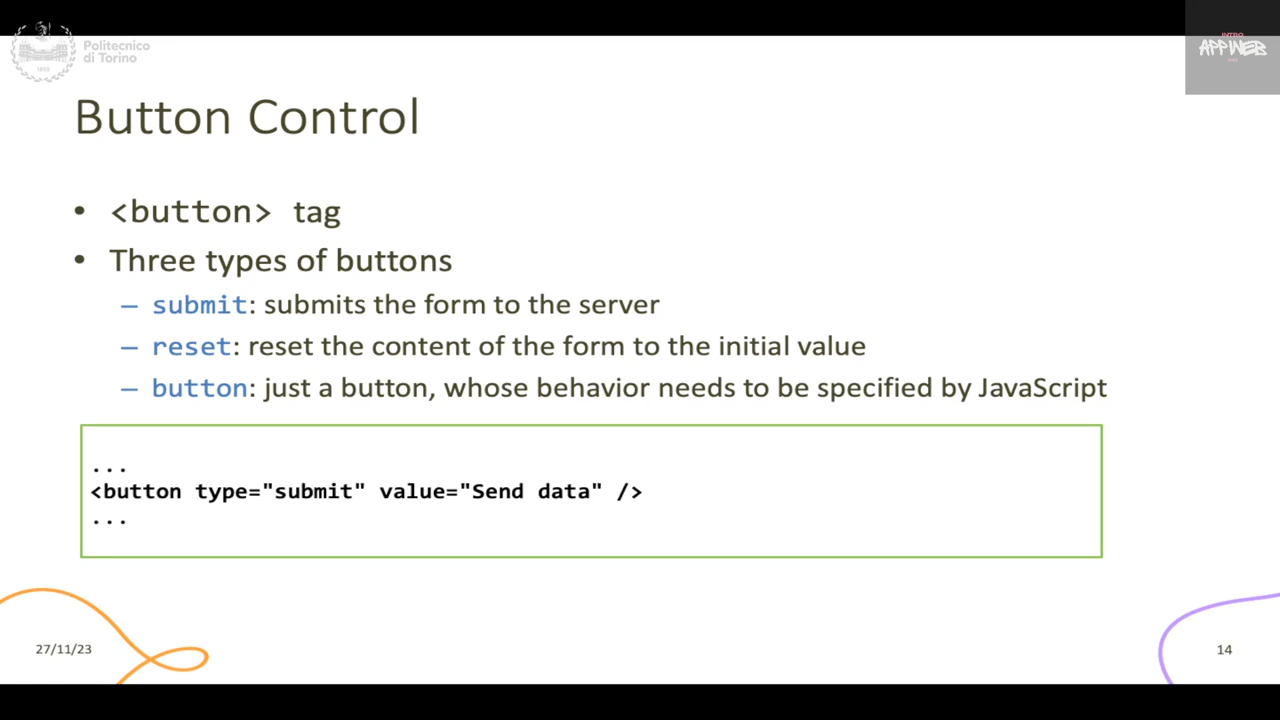 Politecnico
di Torino
1859
INTRO
APPWEB
Button Control
• <button> tag
• Three types of buttons
– submit: submits the form to the server
– reset: reset the content of the form to the initial value
– button: just a button, whose behavior needs to be specified by JavaScript
...
<button type="submit" value="Send data" />
...
27/11/23
14